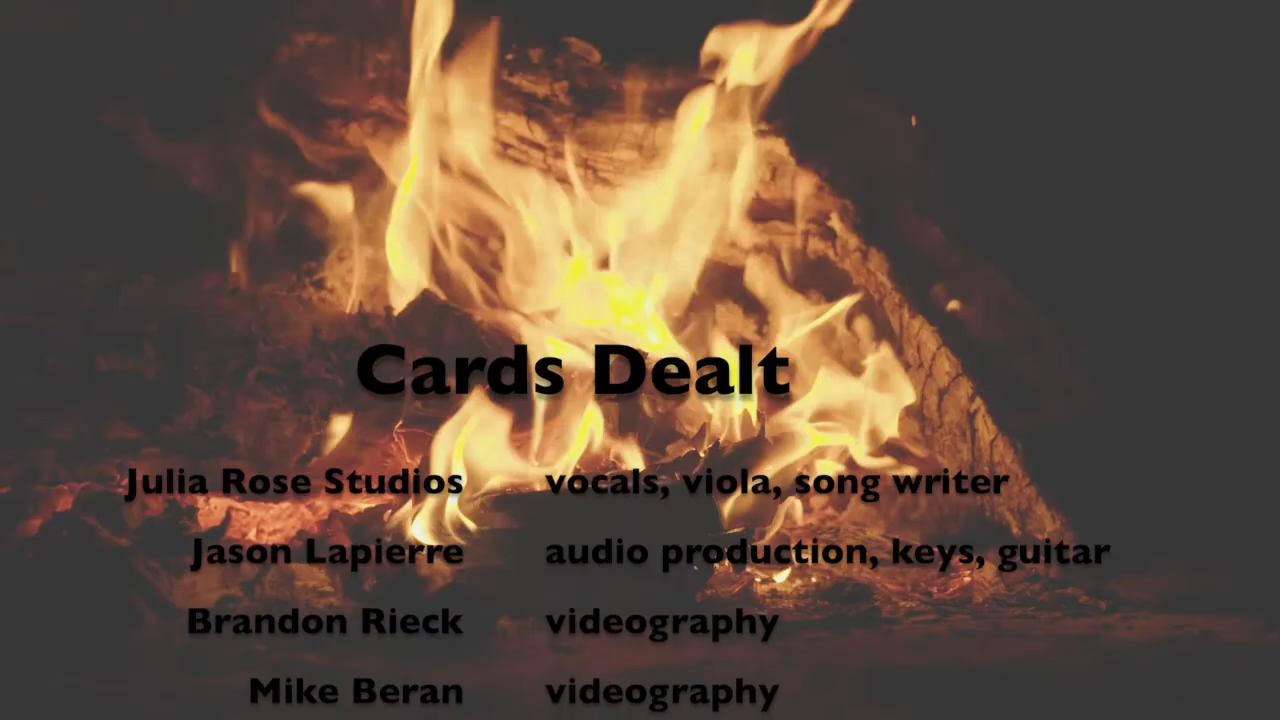 Cards Dealt
Julia Rose Studios vocals, viola, song writer
Jason Lapierre audio production, keys, guitar
Brandon Rieck videography
Mike Beran videography